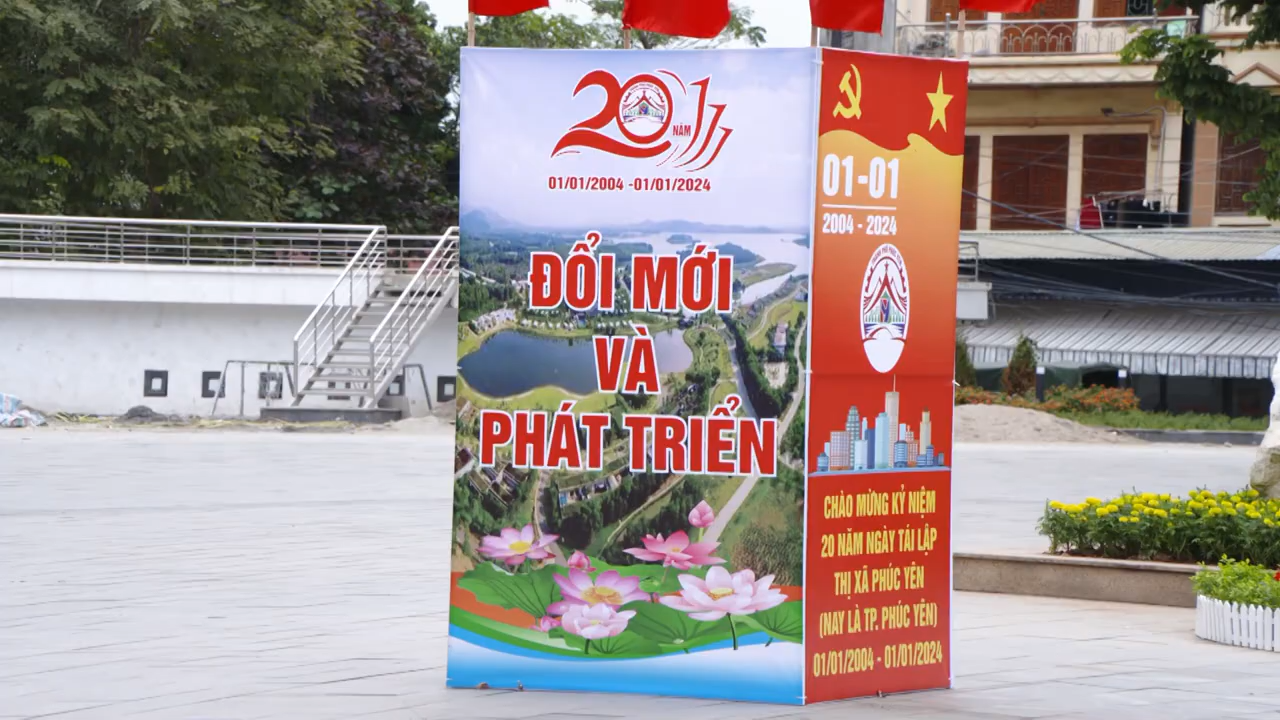 20
NĂM
01/01/2004 -01/01/2024
ĐỔI MỚI
VÀ
PHÁT TRIỂN
01-01
2004 - 2024
CHÀO MỪNG KỶ NIỆM
20 NĂM NGÀY TÁI LẬP
THỊ XÃ PHÚC YÊN
(NAY LÀ TP. PHÚC YÊN)
01/01/2004 - 01/01/2024